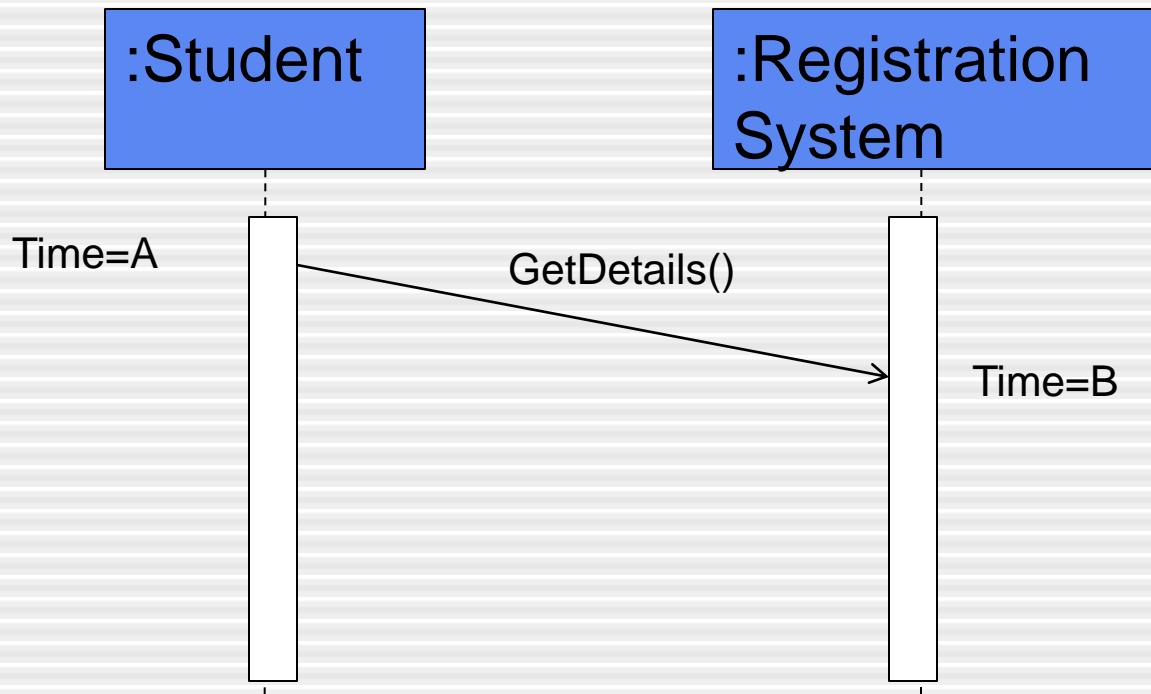 :Student
:Registration
System
Time=A
GetDetails()
Time=B